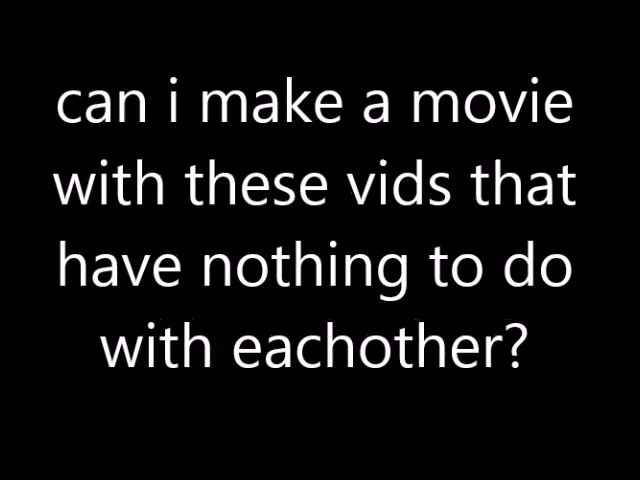 can i make a movie
with these vids that
have nothing to do
with eachother?